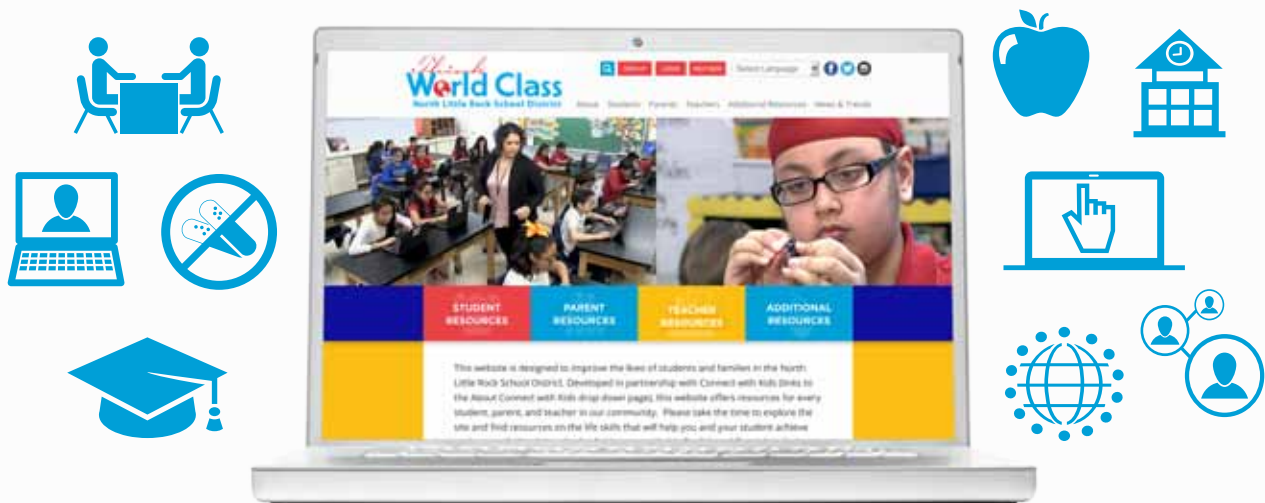 Think
World Class
North Little Rock School District
Select Language
About Students Parents Teachers Additional Resources News & Trends
STUDENT
RESOURCES
PARENT
RESOURCES
TEACHER
RESOURCES
ADDITIONAL
RESOURCES
This website is designed to improve the lives of students and families in the North
Little Rock School District. Developed in partnership with Connect with Kids (links to
the About Connect with Kids drop down page), this website offers resources for every
student, parent, and teacher in our community. Please take the time to explore the
site and find resources on the life skills that will help you and your student achieve